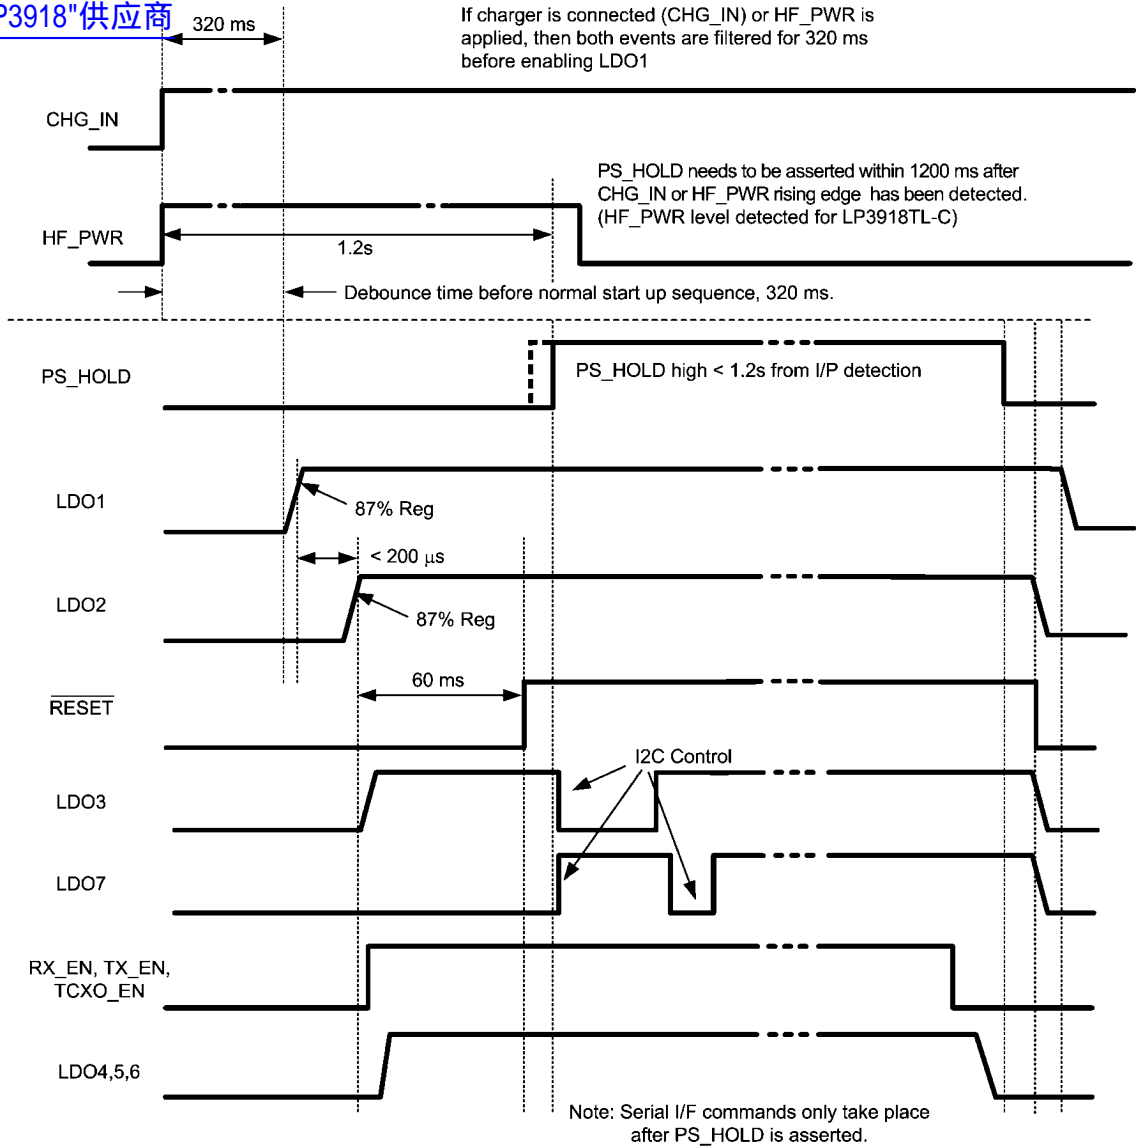 P3918"供应商
320 ms
If charger is connected (CHG_IN) or HF_PWR is
applied, then both events are filtered for 320 ms
before enabling LDO1
CHG_IN
PS_HOLD needs to be asserted within 1200 ms after
CHG_IN or HF_PWR rising edge has been detected.
(HF_PWR level detected for LP3918TL-C)
HF_PWR
1.2s
Debounce time before normal start up sequence, 320 ms.
PS_HOLD
PS_HOLD high < 1.2s from I/P detection
LDO1
87% Reg
< 200 µs
LDO2
87% Reg
60 ms
RESET
I2C Control
LDO3
LDO7
RX_EN, TX_EN,
TCXO_EN
LDO4,5,6
Note: Serial I/F commands only take place
after PS_HOLD is asserted.